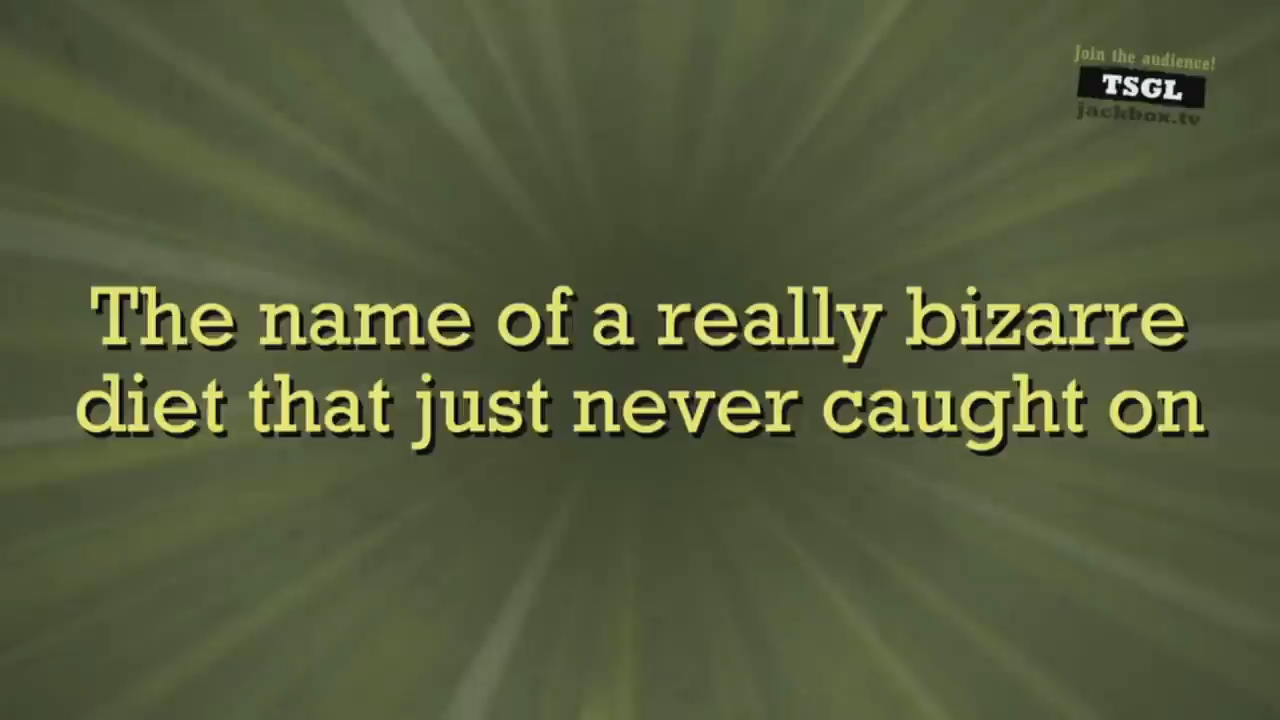 Join the audience!
TSGL
jackbox.tv
The name of a really bizarre
diet that just never caught on